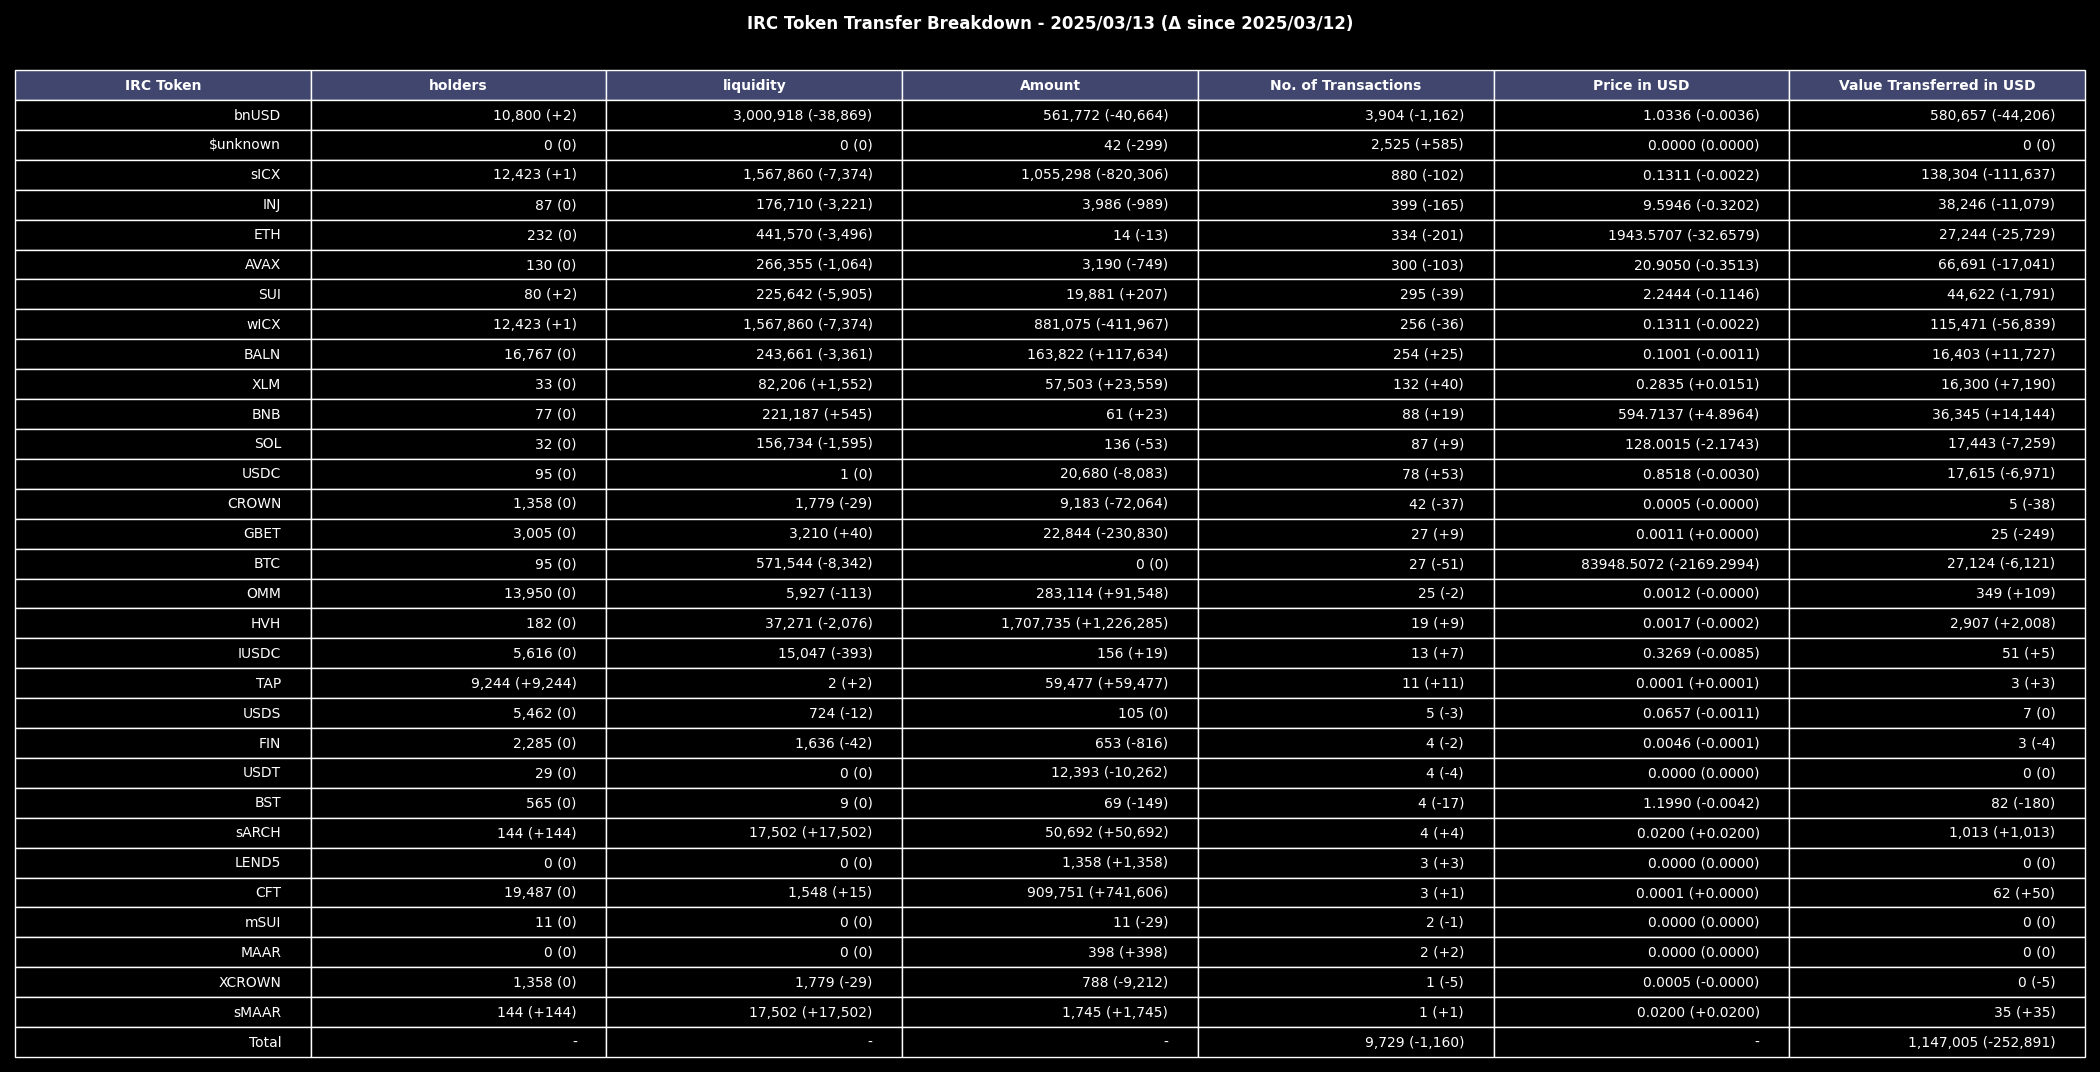 IRC Token Transfer Breakdown - 2025/03/13 (Δ since 2025/03/12)
IRC Token holders liquidity Amount No. of Transactions Price in USD Value Transferred in USD
bnUSD 10,800 (+2) 3,000,918 (-38,869) 561,772 (-40,664) 3,904 (-1,162) 1.0336 (-0.0036) 580,657 (-44,206)
$unknown 0 (0) 0 (0) 42 (-299) 2,525 (+585) 0.0000 (0.0000) 0 (0)
sICX 12,423 (+1) 1,567,860 (-7,374) 1,055,298 (-820,306) 880 (-102) 0.1311 (-0.0022) 138,304 (-111,637)
INJ 87 (0) 176,710 (-3,221) 3,986 (-989) 399 (-165) 9.5946 (-0.3202) 38,246 (-11,079)
ETH 232 (0) 441,570 (-3,496) 14 (-13) 334 (-201) 1943.5707 (-32.6579) 27,244 (-25,729)
AVAX 130 (0) 266,355 (-1,064) 3,190 (-749) 300 (-103) 20.9050 (-0.3513) 66,691 (-17,041)
SUI 80 (+2) 225,642 (-5,905) 19,881 (+207) 295 (-39) 2.2444 (-0.1146) 44,622 (-1,791)
wICX 12,423 (+1) 1,567,860 (-7,374) 881,075 (-411,967) 256 (-36) 0.1311 (-0.0022) 115,471 (-56,839)
BALN 16,767 (0) 243,661 (-3,361) 163,822 (+117,634) 254 (+25) 0.1001 (-0.0011) 16,403 (+11,727)
XLM 33 (0) 82,206 (+1,552) 57,503 (+23,559) 132 (+40) 0.2835 (+0.0151) 16,300 (+7,190)
BNB 77 (0) 221,187 (+545) 61 (+23) 88 (+19) 594.7137 (+4.8964) 36,345 (+14,144)
SOL 32 (0) 156,734 (-1,595) 136 (-53) 87 (+9) 128.0015 (-2.1743) 17,443 (-7,259)
USDC 95 (0) 1 (0) 20,680 (-8,083) 78 (+53) 0.8518 (-0.0030) 17,615 (-6,971)
CROWN 1,358 (0) 1,779 (-29) 9,183 (-72,064) 42 (-37) 0.0005 (-0.0000) 5 (-38)
GBET 3,005 (0) 3,210 (+40) 22,844 (-230,830) 27 (+9) 0.0011 (+0.0000) 25 (-249)
BTC 95 (0) 571,544 (-8,342) 0 (0) 27 (-51) 83948.5072 (-2169.2994) 27,124 (-6,121)
OMM 13,950 (0) 5,927 (-113) 283,114 (+91,548) 25 (-2) 0.0012 (-0.0000) 349 (+109)
HVH 182 (0) 37,271 (-2,076) 1,707,735 (+1,226,285) 19 (+9) 0.0017 (-0.0002) 2,907 (+2,008)
IUSDC 5,616 (0) 15,047 (-393) 156 (+19) 13 (+7) 0.3269 (-0.0085) 51 (+5)
TAP 9,244 (+9,244) 2 (+2) 59,477 (+59,477) 11 (+11) 0.0001 (+0.0001) 3 (+3)
USDS 5,462 (0) 724 (-12) 105 (0) 5 (-3) 0.0657 (-0.0011) 7 (0)
FIN 2,285 (0) 1,636 (-42) 653 (-816) 4 (-2) 0.0046 (-0.0001) 3 (-4)
USDT 29 (0) 0 (0) 12,393 (-10,262) 4 (-4) 0.0000 (0.0000) 0 (0)
BST 565 (0) 9 (0) 69 (-149) 4 (-17) 1.1990 (-0.0042) 82 (-180)
sARCH 144 (+144) 17,502 (+17,502) 50,692 (+50,692) 4 (+4) 0.0200 (+0.0200) 1,013 (+1,013)
LEND5 0 (0) 0 (0) 1,358 (+1,358) 3 (+3) 0.0000 (0.0000) 0 (0)
CFT 19,487 (0) 1,548 (+15) 909,751 (+741,606) 3 (+1) 0.0001 (+0.0000) 62 (+50)
mSUI 11 (0) 0 (0) 11 (-29) 2 (-1) 0.0000 (0.0000) 0 (0)
MAAR 0 (0) 0 (0) 398 (+398) 2 (+2) 0.0000 (0.0000) 0 (0)
XCROWN 1,358 (0) 1,779 (-29) 788 (-9,212) 1 (-5) 0.0005 (-0.0000) 0 (-5)
sMAAR 144 (+144) 17,502 (+17,502) 1,745 (+1,745) 1 (+1) 0.0200 (+0.0200) 35 (+35)
Total - - - 9,729 (-1,160) - 1,147,005 (-252,891)